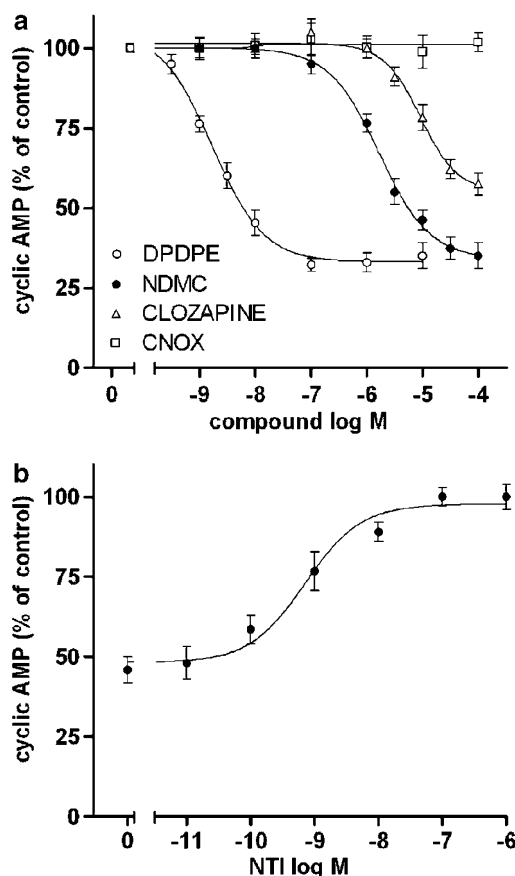 a
cyclic AMP (% of control)
100
75
50
25
0
DPDPE
NDMC
CLOZAPINE
CNOX
0 -9 -8 -7 -6 -5 -4
compound log M
b
cyclic AMP (% of control)
100
75
50
25
0
0 -11 -10 -9 -8 -7 -6
NTI log M